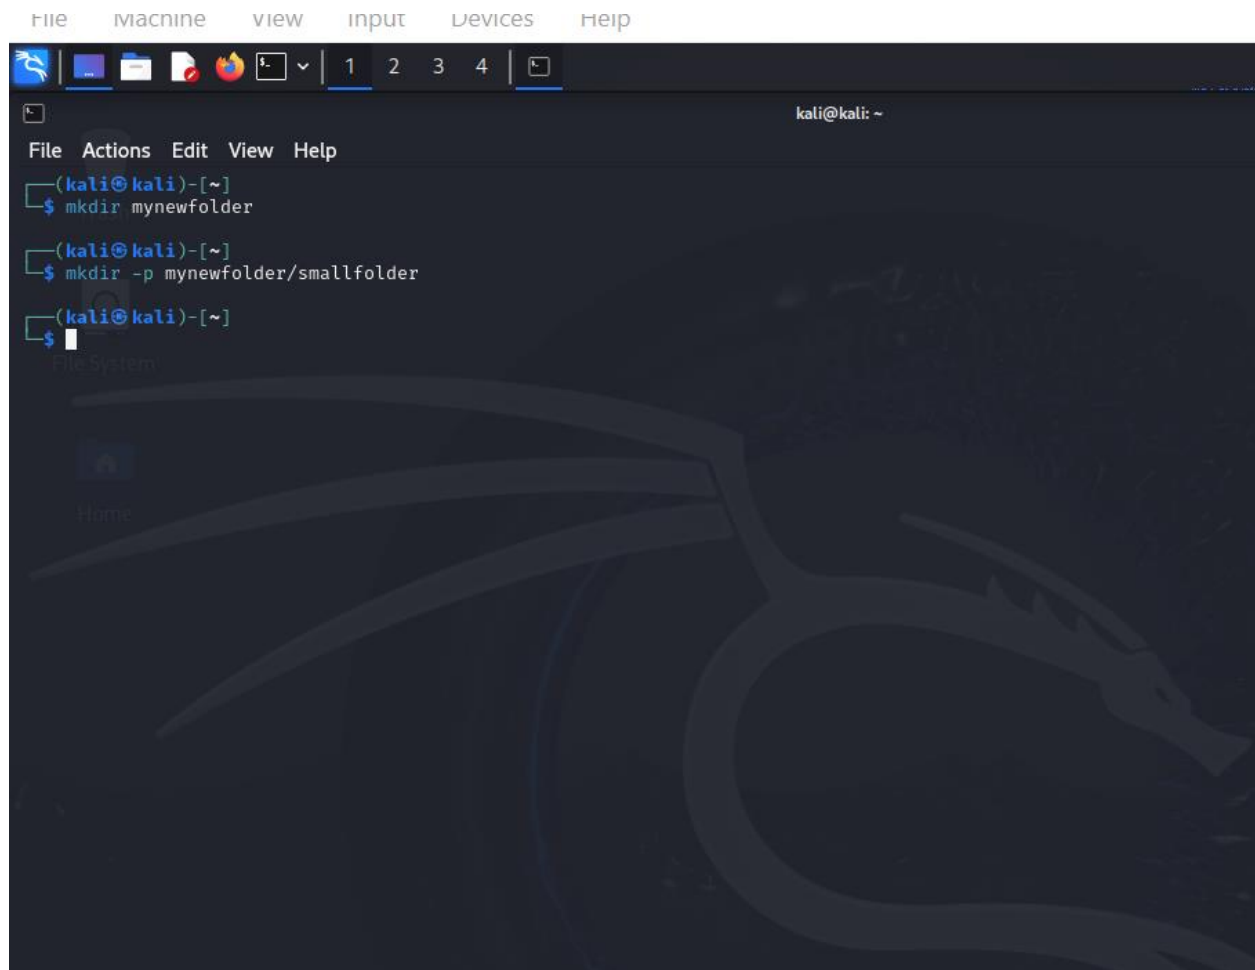 File Machine View Input Devices Help
1 2 3 4
kali@kali: ~
File Actions Edit View Help
┌──(kali㉿kali)-[~]
└─$ mkdir mynewfolder
┌──(kali㉿kali)-[~]
└─$ mkdir -p mynewfolder/smallfolder
┌──(kali㉿kali)-[~]
└─$
File System
Home